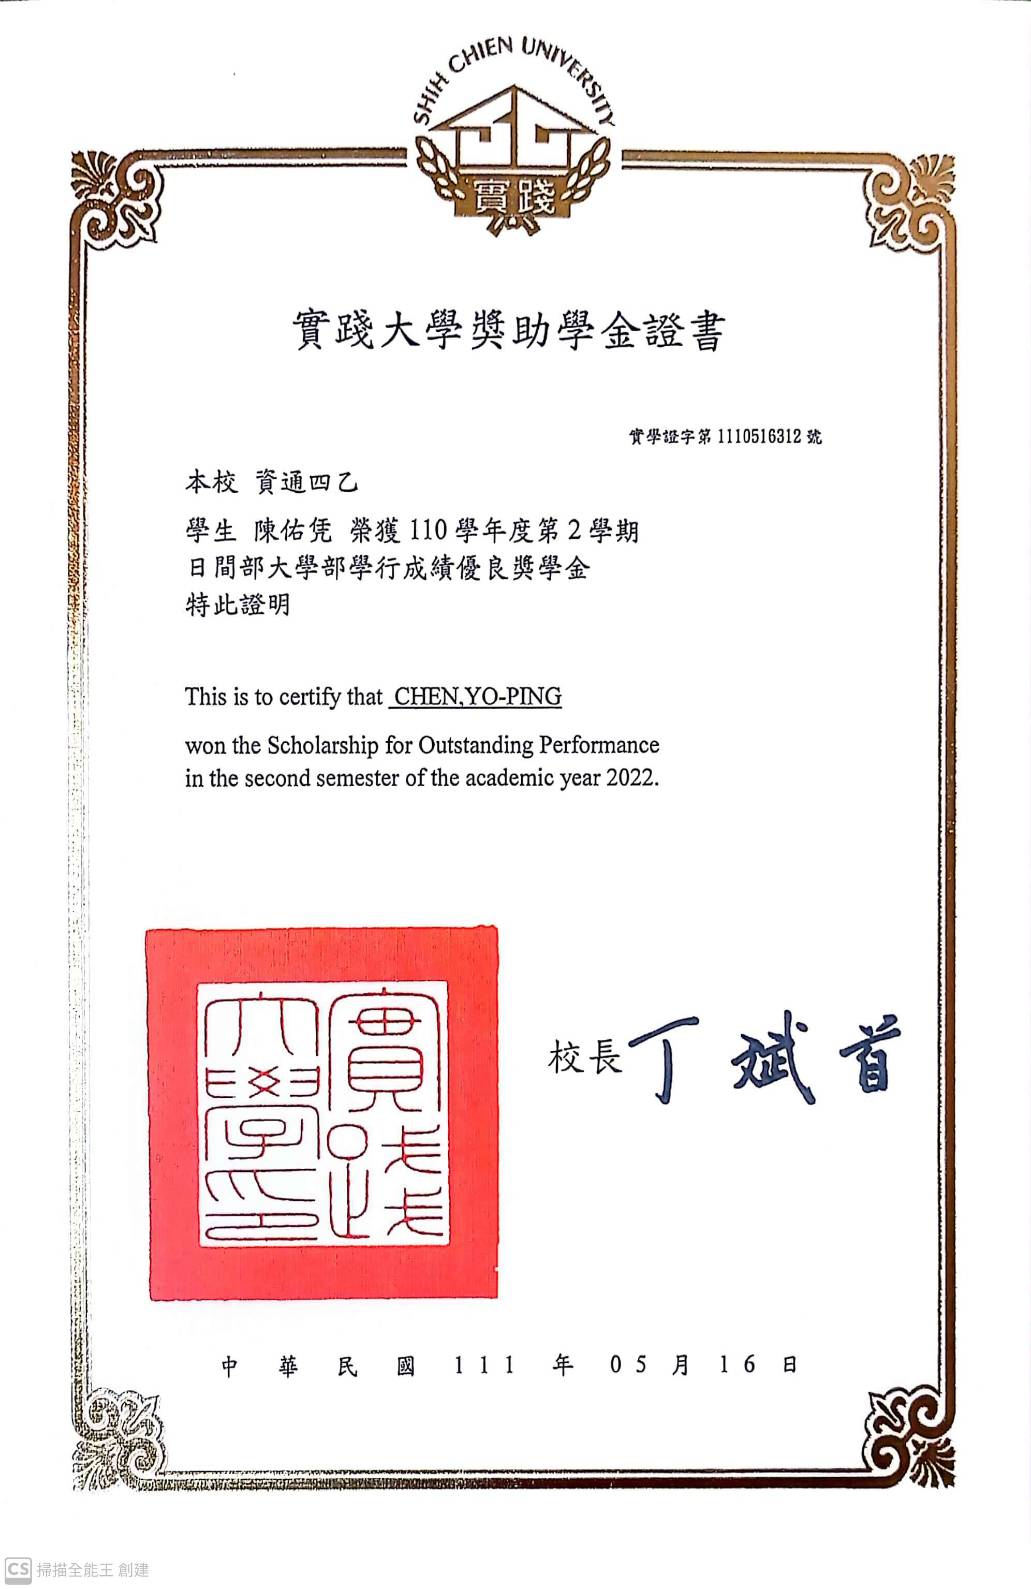 SHIH CHIEN UNIVERSITY
實踐
實踐大學獎助學金證書
實學證字第 1110516312 號
本校 資通四乙
學生 陳佑凭 榮獲 110 學年度第 2 學期
日間部大學部學行成績優良獎學金
特此證明
This is to certify that CHEN,YO-PING
won the Scholarship for Outstanding Performance
in the second semester of the academic year 2022.
實踐
大學印
校長丁斌首
中華民國 111 年 05 月 16 日
CS 掃描全能王 創建